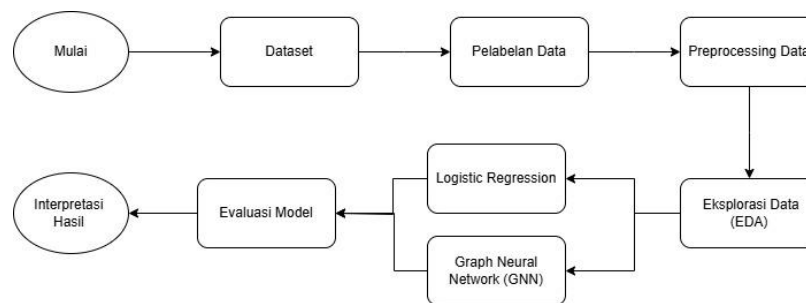 Mulai
Dataset
Pelabelan Data
Preprocessing Data
Eksplorasi Data
(EDA)
Logistic Regression
Graph Neural
Network (GNN)
Evaluasi Model
Interpretasi
Hasil